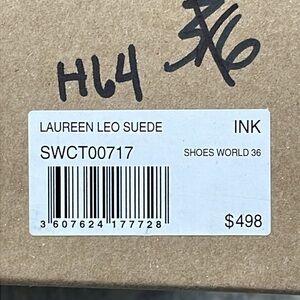 H64 36
LAUREEN LEO SUEDE INK
SWCT00717 SHOES WORLD 36
3 607624 177728 $498